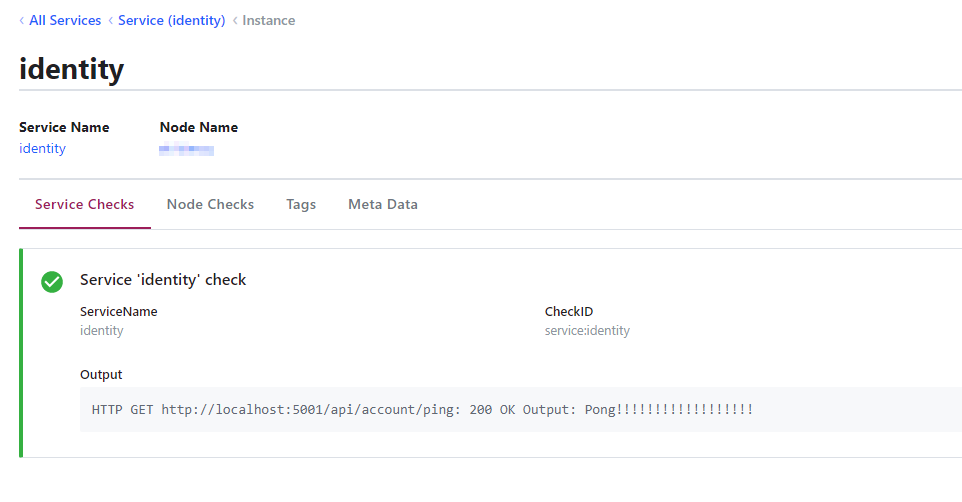 ‹ All Services ‹ Service (identity) ‹ Instance
identity
Service Name Node Name
identity
Service Checks Node Checks Tags Meta Data
Service 'identity' check
ServiceName CheckID
identity service:identity
Output
HTTP GET http://localhost:5001/api/account/ping: 200 OK Output: Pong!!!!!!!!!!!!!!!!!!